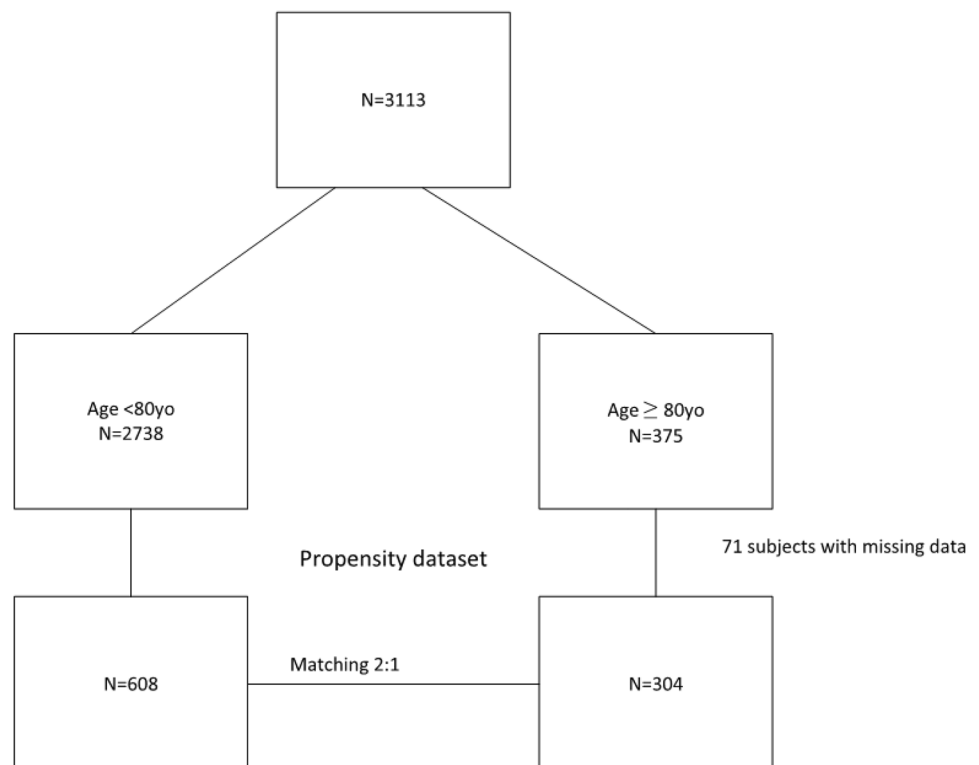 N=3113
Age <80yo
N=2738
Age ≥ 80yo
N=375
71 subjects with missing data
Propensity dataset
Matching 2:1
N=608
N=304